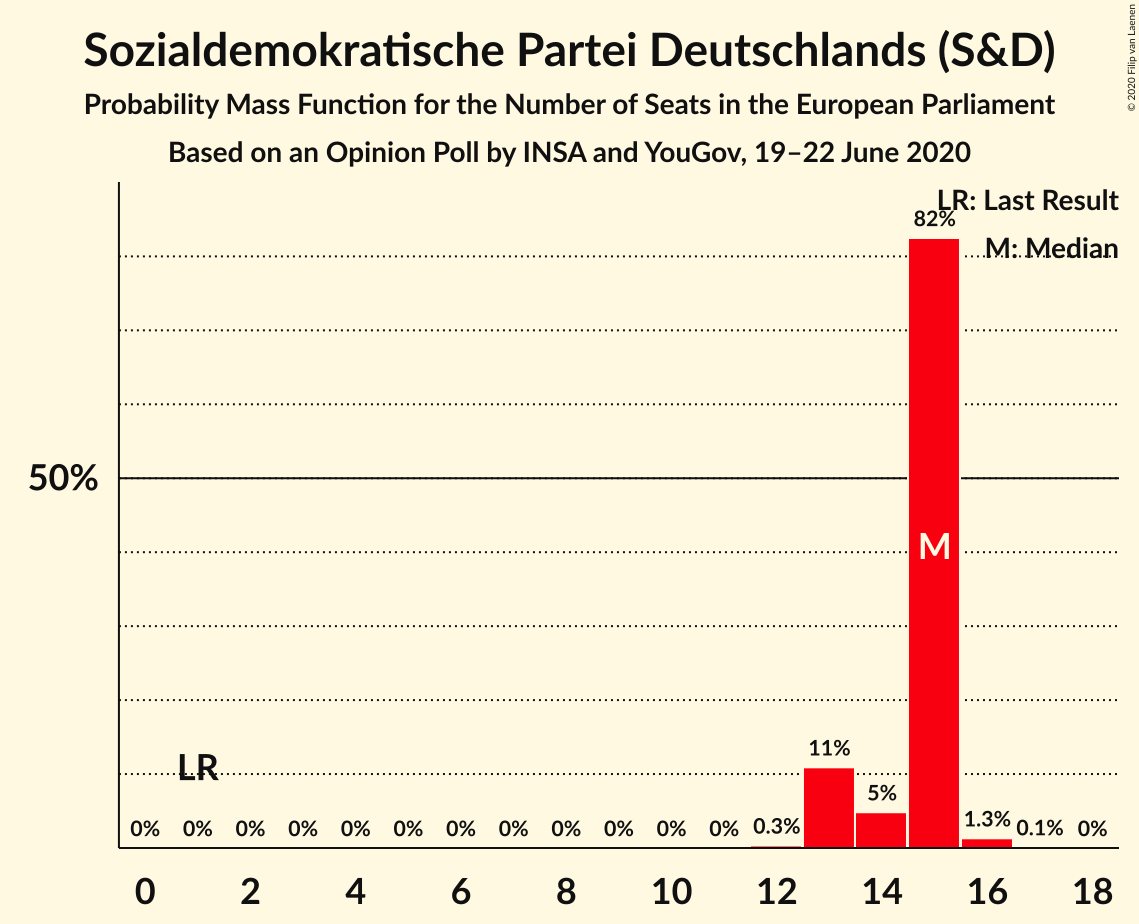 Sozialdemokratische Partei Deutschlands (S&D)
Probability Mass Function for the Number of Seats in the European Parliament
Based on an Opinion Poll by INSA and YouGov, 19–22 June 2020
© 2020 Filip van Laenen
LR: Last Result
82%
M: Median
50%
M
LR
11%
5%
0% 0% 0% 0% 0% 0% 0% 0% 0% 0% 0% 0% 0.3% 1.3% 0.1% 0%
0 2 4 6 8 10 12 14 16 18